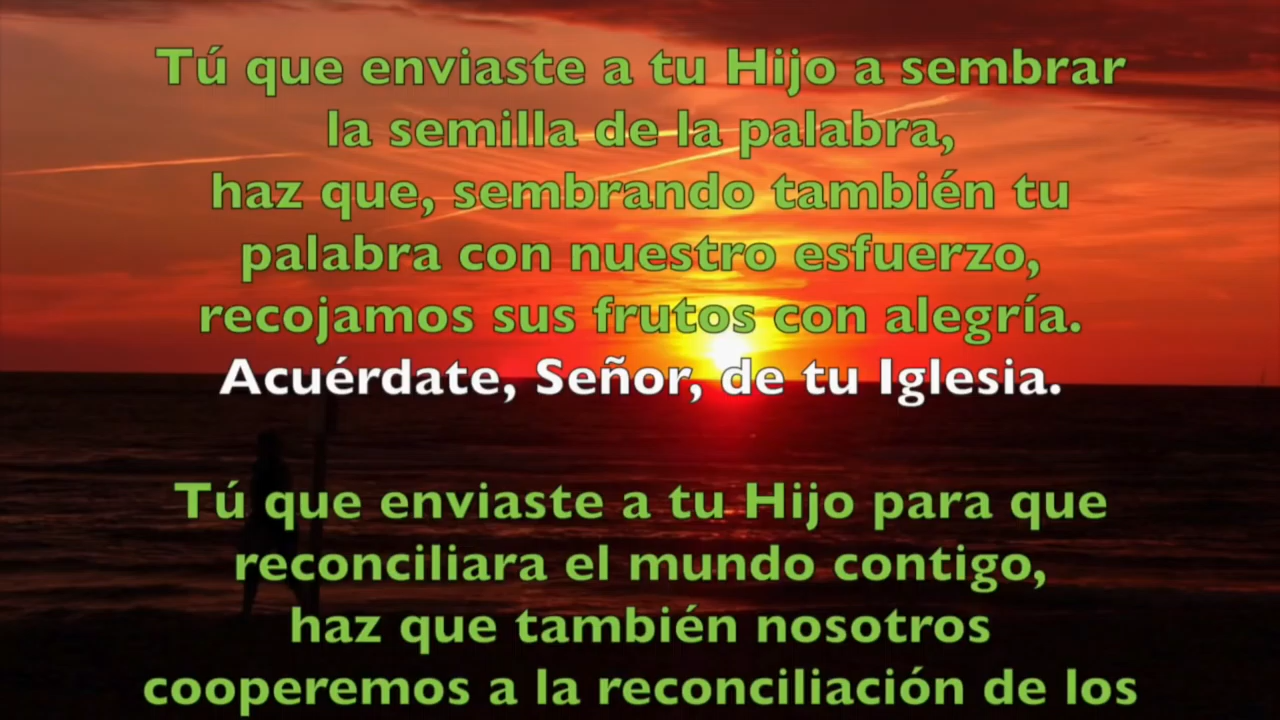 Tú que enviaste a tu Hijo a sembrar
la semilla de la palabra,
haz que, sembrando también tu
palabra con nuestro esfuerzo,
recojamos sus frutos con alegría.
Acuérdate, Señor, de tu Iglesia.
Tú que enviaste a tu Hijo para que
reconciliara el mundo contigo,
haz que también nosotros
cooperemos a la reconciliación de los